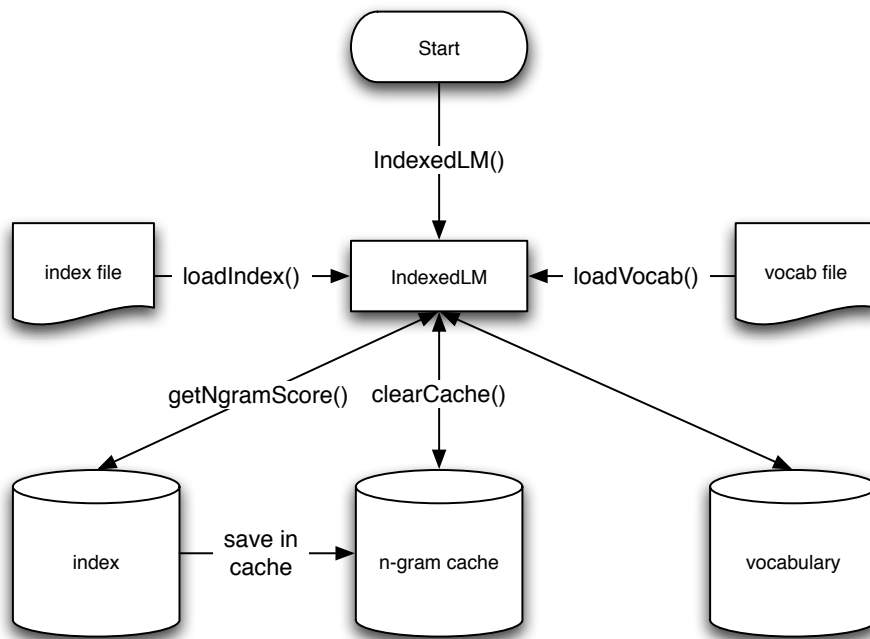 Start
IndexedLM()
index file
loadIndex()
IndexedLM
loadVocab()
vocab file
getNgramScore()
clearCache()
index
save in
cache
n-gram cache
vocabulary